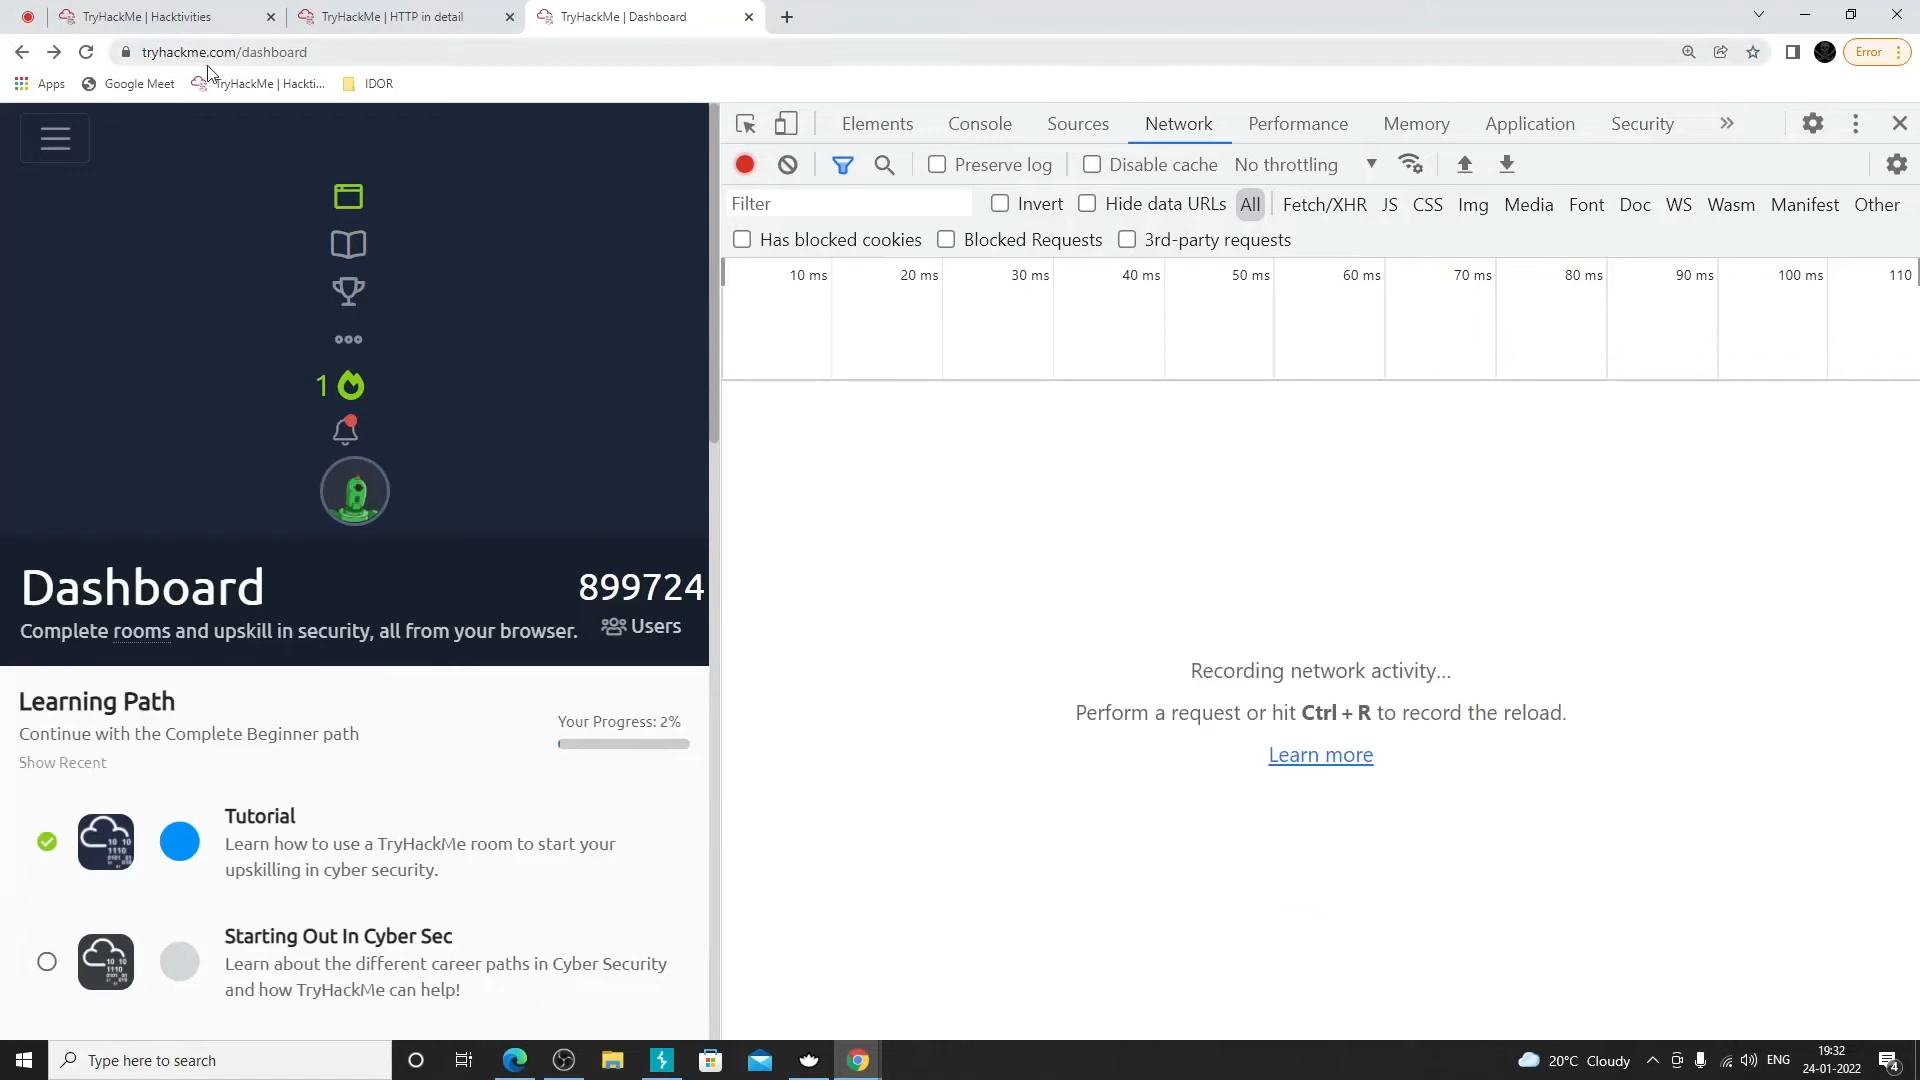 TryHackMe | Hacktivities
TryHackMe | HTTP in detail
TryHackMe | Dashboard
tryhackme.com/dashboard
Error
Apps
Google Meet
TryHackMe | Hackti...
IDOR
Elements
Console
Sources
Network
Performance
Memory
Application
Security
Preserve log
Disable cache
No throttling
Filter
Invert
Hide data URLs
All
Fetch/XHR
JS
CSS
Img
Media
Font
Doc
WS
Wasm
Manifest
Other
Has blocked cookies
Blocked Requests
3rd-party requests
10 ms
20 ms
30 ms
40 ms
50 ms
60 ms
70 ms
80 ms
90 ms
100 ms
110
1
Dashboard
899724
Complete rooms and upskill in security, all from your browser.
Users
Recording network activity...
Perform a request or hit Ctrl + R to record the reload.
Learn more
Learning Path
Your Progress: 2%
Continue with the Complete Beginner path
Show Recent
Tutorial
Learn how to use a TryHackMe room to start your
upskilling in cyber security.
Starting Out In Cyber Sec
Learn about the different career paths in Cyber Security
and how TryHackMe can help!
Type here to search
20°C Cloudy
ENG
19:32
24-01-2022
4